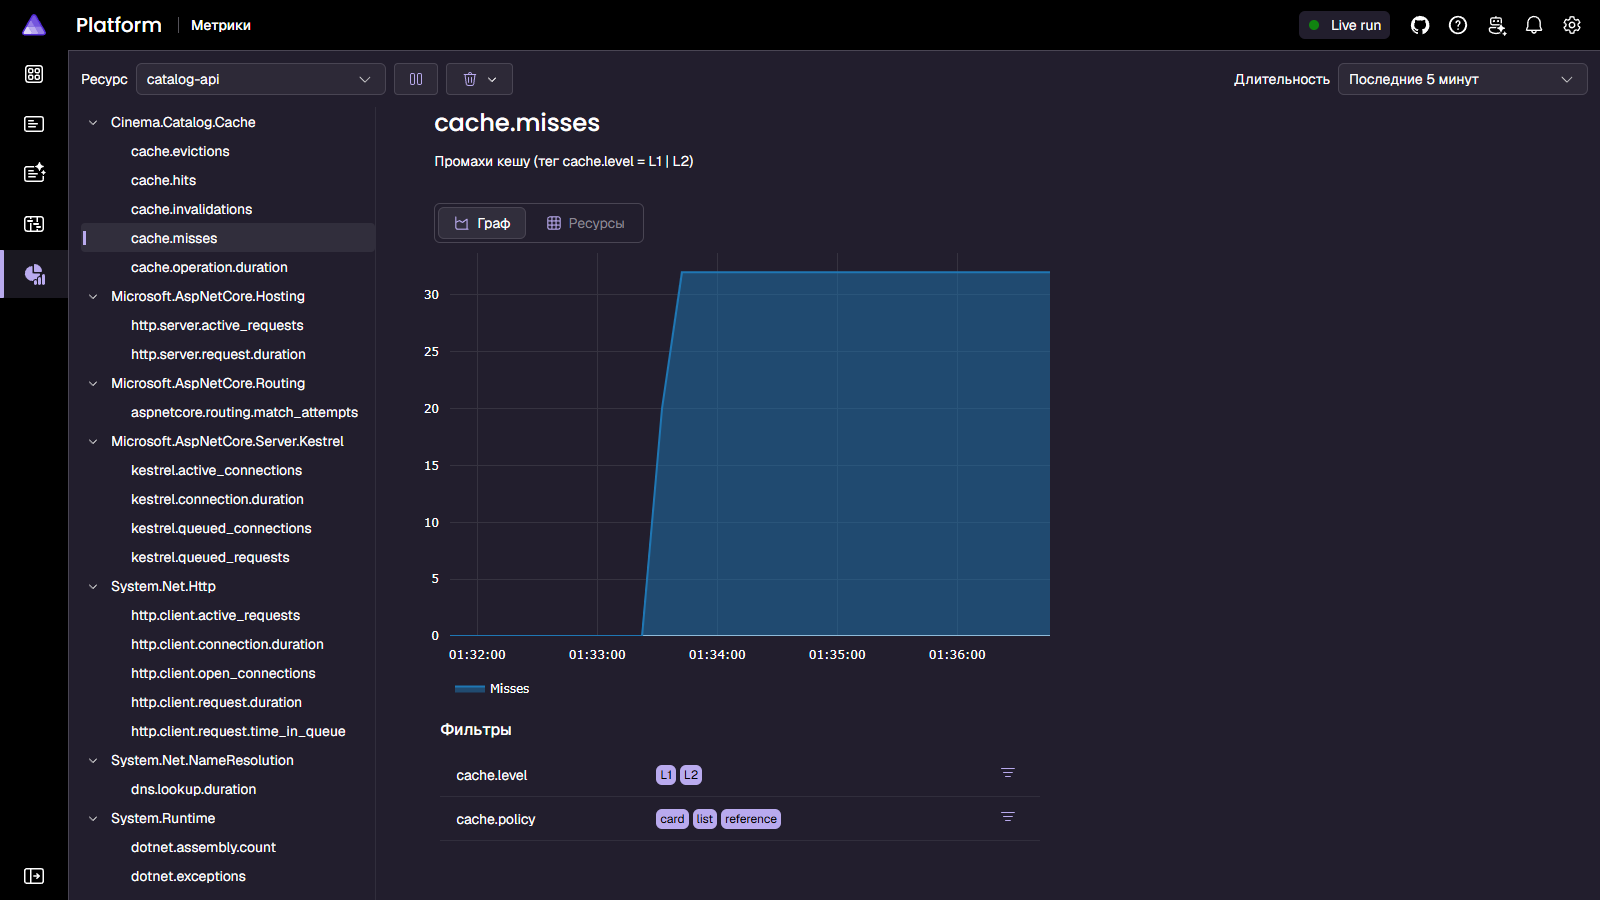 Platform
Метрики
Live run
Ресурс
catalog-api
Длительность
Последние 5 минут
Cinema.Catalog.Cache
cache.evictions
cache.hits
cache.invalidations
cache.misses
cache.operation.duration
Microsoft.AspNetCore.Hosting
http.server.active_requests
http.server.request.duration
Microsoft.AspNetCore.Routing
aspnetcore.routing.match_attempts
Microsoft.AspNetCore.Server.Kestrel
kestrel.active_connections
kestrel.connection.duration
kestrel.queued_connections
kestrel.queued_requests
System.Net.Http
http.client.active_requests
http.client.connection.duration
http.client.open_connections
http.client.request.duration
http.client.request.time_in_queue
System.Net.NameResolution
dns.lookup.duration
System.Runtime
dotnet.assembly.count
dotnet.exceptions
cache.misses
Промахи кешу (тег cache.level = L1 | L2)
Граф
Ресурсы
30
25
20
15
10
5
0
01:32:00 01:33:00 01:34:00 01:35:00 01:36:00
Misses
Фильтры
cache.level L1 L2
cache.policy card list reference